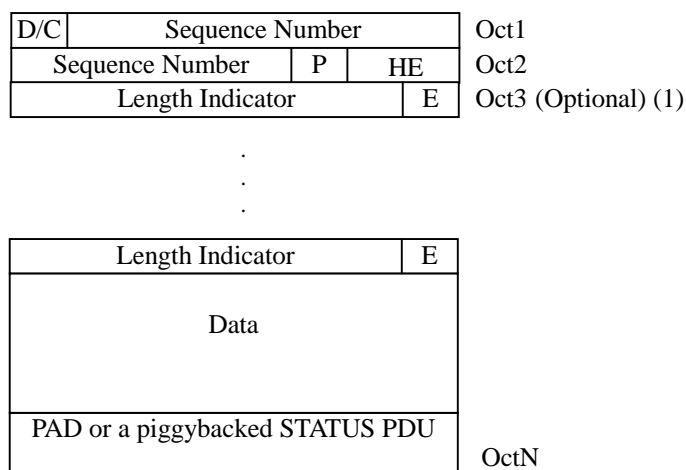 D/C Sequence Number Oct1
Sequence Number P HE Oct2
Length Indicator E Oct3 (Optional) (1)
.
.
.
Length Indicator E
Data
PAD or a piggybacked STATUS PDU
OctN